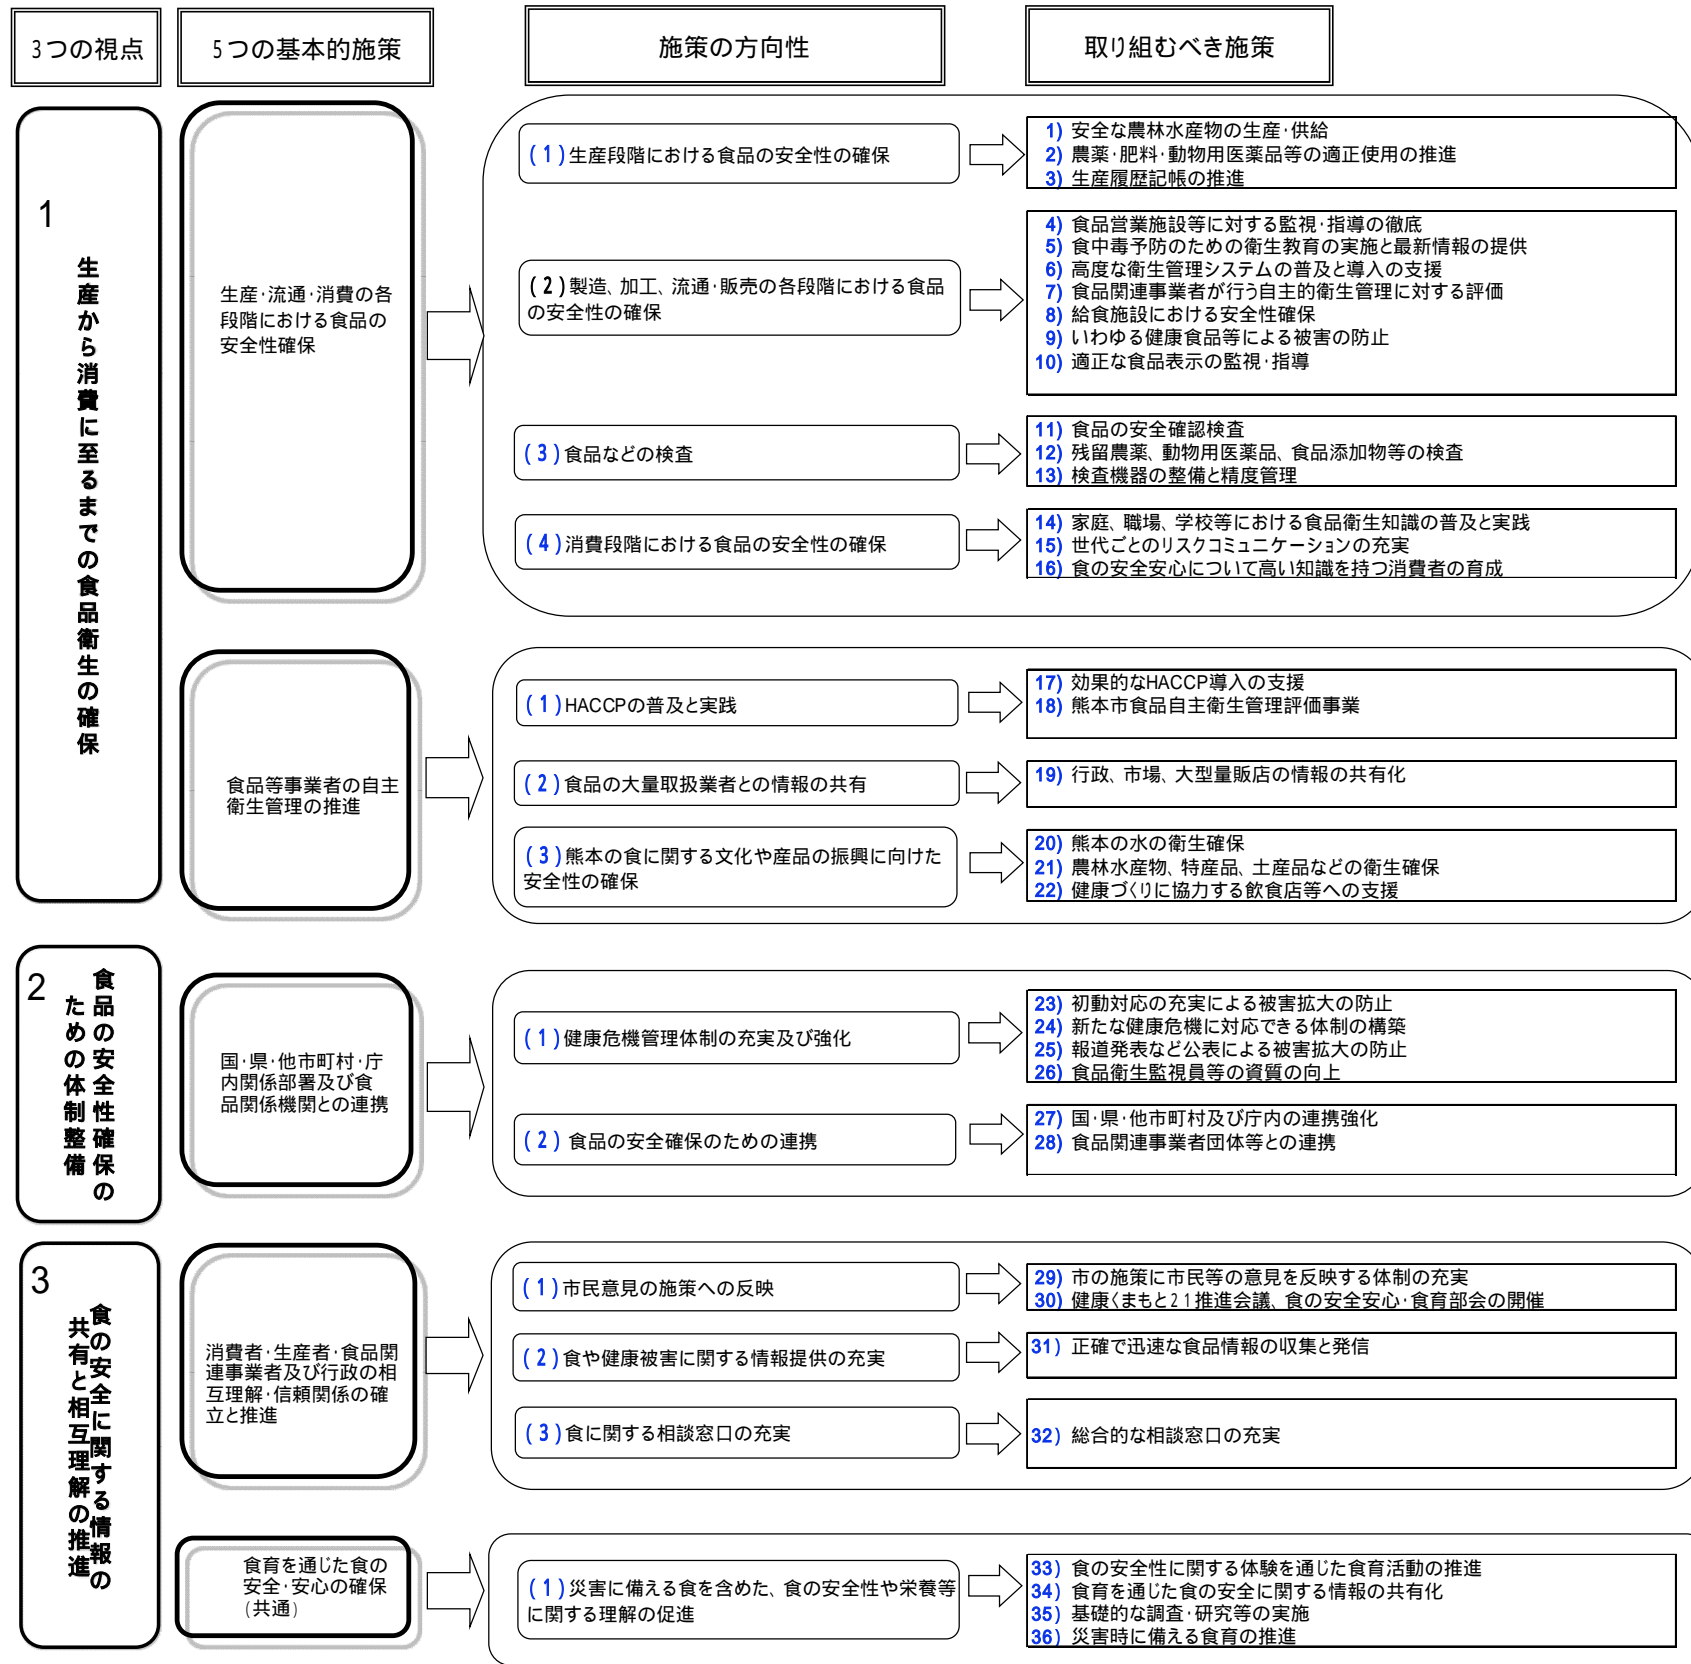 3つの視点
5つの基本的施策
施策の方向性
取り組むべき施策
1
生産から消費に至るまでの食品衛生の確保
生産・流通・消費の各
段階における食品の
安全性確保
(1)生産段階における食品の安全性の確保
1) 安全な農林水産物の生産・供給
2) 農薬・肥料・動物用医薬品等の適正使用の推進
3) 生産履歴記帳の推進
(2)製造、加工、流通・販売の各段階における食品
の安全性の確保
4) 食品営業施設等に対する監視・指導の徹底
5) 食中毒予防のための衛生教育の実施と最新情報の提供
6) 高度な衛生管理システムの普及と導入の支援
7) 食品関連事業者が行う自主的衛生管理に対する評価
8) 給食施設における安全性確保
9) いわゆる健康食品等による被害の防止
10) 適正な食品表示の監視・指導
(3)食品などの検査
11) 食品の安全確認検査
12) 残留農薬、動物用医薬品、食品添加物等の検査
13) 検査機器の整備と精度管理
(4)消費段階における食品の安全性の確保
14) 家庭、職場、学校等における食品衛生知識の普及と実践
15) 世代ごとのリスクコミュニケーションの充実
16) 食の安全安心について高い知識を持つ消費者の育成
食品等事業者の自主
衛生管理の推進
(1)HACCPの普及と実践
17) 効果的なHACCP導入の支援
18) 熊本市食品自主衛生管理評価事業
(2)食品の大量取扱業者との情報の共有
19) 行政、市場、大型量販店の情報の共有化
(3)熊本の食に関する文化や産品の振興に向けた
安全性の確保
20) 熊本の水の衛生確保
21) 農林水産物、特産品、土産品などの衛生確保
22) 健康づくりに協力する飲食店等への支援
2
食品の安全性確保の
ための体制整備
国・県・他市町村・庁
内関係部署及び食
品関係機関との連携
(1)健康危機管理体制の充実及び強化
23) 初動対応の充実による被害拡大の防止
24) 新たな健康危機に対応できる体制の構築
25) 報道発表など公表による被害拡大の防止
26) 食品衛生監視員等の資質の向上
(2) 食品の安全確保のための連携
27) 国・県・他市町村及び庁内の連携強化
28) 食品関連事業者団体等との連携
3
食の安全に関する情報の
共有と相互理解の推進
消費者・生産者・食品関
連事業者及び行政の相
互理解・信頼関係の確
立と推進
(1)市民意見の施策への反映
29) 市の施策に市民等の意見を反映する体制の充実
30) 健康くまもと21推進会議、食の安全安心・食育部会の開催
(2)食や健康被害に関する情報提供の充実
31) 正確で迅速な食品情報の収集と発信
(3)食に関する相談窓口の充実
32) 総合的な相談窓口の充実
食育を通じた食の
安全・安心の確保
(共通)
(1)災害に備える食を含めた、食の安全性や栄養等
に関する理解の促進
33) 食の安全性に関する体験を通じた食育活動の推進
34) 食育を通じた食の安全に関する情報の共有化
35) 基礎的な調査・研究等の実施
36) 災害時に備える食育の推進